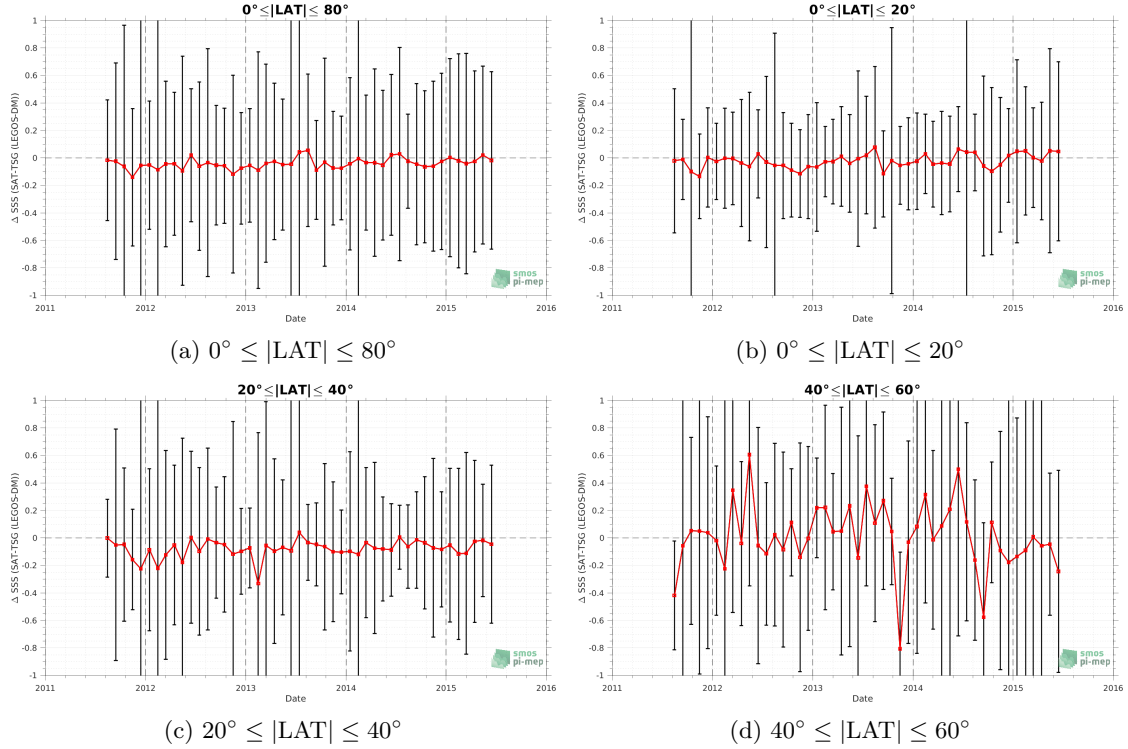 0°≤|LAT|≤ 80°
1
0.8
0.6
0.4
0.2
0
-0.2
-0.4
-0.6
-0.8
-1
Δ SSS (SAT-TSG (LEGOS-DM))
2011 2012 2013 2014 2015 2016
Date
smos
pi-mep
(a) 0° ≤ |LAT| ≤ 80°
0°≤|LAT|≤ 20°
1
0.8
0.6
0.4
0.2
0
-0.2
-0.4
-0.6
-0.8
-1
Δ SSS (SAT-TSG (LEGOS-DM))
2011 2012 2013 2014 2015 2016
Date
smos
pi-mep
(b) 0° ≤ |LAT| ≤ 20°
20°≤|LAT|≤ 40°
1
0.8
0.6
0.4
0.2
0
-0.2
-0.4
-0.6
-0.8
-1
Δ SSS (SAT-TSG (LEGOS-DM))
2011 2012 2013 2014 2015 2016
Date
smos
pi-mep
(c) 20° ≤ |LAT| ≤ 40°
40°≤|LAT|≤ 60°
1
0.8
0.6
0.4
0.2
0
-0.2
-0.4
-0.6
-0.8
-1
Δ SSS (SAT-TSG (LEGOS-DM))
2011 2012 2013 2014 2015 2016
Date
smos
pi-mep
(d) 40° ≤ |LAT| ≤ 60°